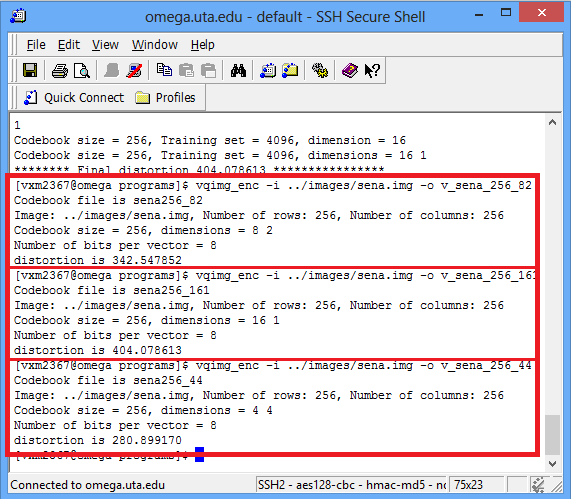 omega.uta.edu - default - SSH Secure Shell
File Edit View Window Help
Quick Connect Profiles
1
Codebook size = 256, Training set = 4096, dimension = 16
Codebook size = 256, Training set = 4096, dimensions = 16 1
******** Final distortion 404.078613 ****************
[vxm2367@omega programs]$ vqimg_enc -i ../images/sena.img -o v_sena_256_82
Codebook file is sena256_82
Image: ../images/sena.img, Number of rows: 256, Number of columns: 256
Codebook size = 256, dimensions = 8 2
Number of bits per vector = 8
distortion is 342.547852
[vxm2367@omega programs]$ vqimg_enc -i ../images/sena.img -o v_sena_256_161
Codebook file is sena256_161
Image: ../images/sena.img, Number of rows: 256, Number of columns: 256
Codebook size = 256, dimensions = 16 1
Number of bits per vector = 8
distortion is 404.078613
[vxm2367@omega programs]$ vqimg_enc -i ../images/sena.img -o v_sena_256_44
Codebook file is sena256_44
Image: ../images/sena.img, Number of rows: 256, Number of columns: 256
Codebook size = 256, dimensions = 4 4
Number of bits per vector = 8
distortion is 280.899170
[vxm2367@omega programs]$
Connected to omega.uta.edu SSH2 - aes128-cbc - hmac-md5 - no 75x23